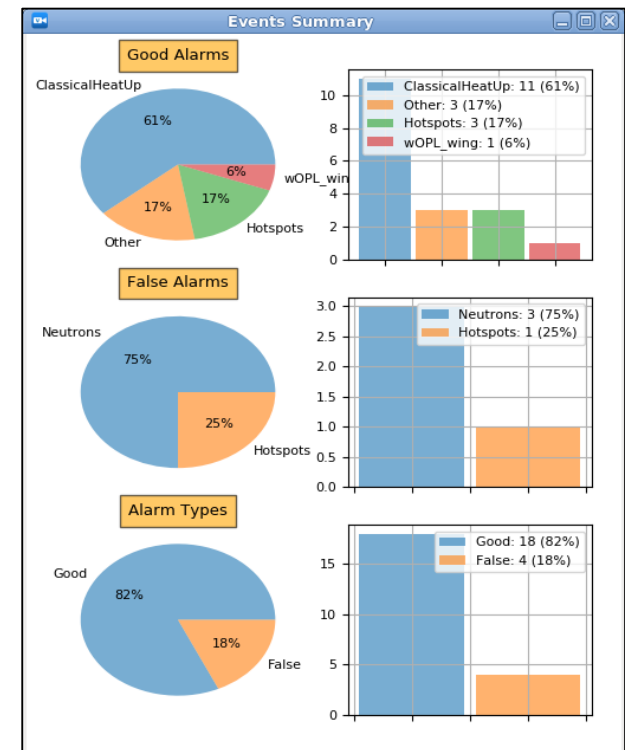 Events Summary
Good Alarms
ClassicalHeatUp
61%
6%
wOPL_win
17%
17%
Hotspots
Other
10
8
6
4
2
0
ClassicalHeatUp: 11 (61%)
Other: 3 (17%)
Hotspots: 3 (17%)
wOPL_wing: 1 (6%)
False Alarms
Neutrons
75%
25%
Hotspots
3.0
2.5
2.0
1.5
1.0
0.5
0.0
Neutrons: 3 (75%)
Hotspots: 1 (25%)
Alarm Types
Good
82%
18%
False
15
10
5
0
Good: 18 (82%)
False: 4 (18%)